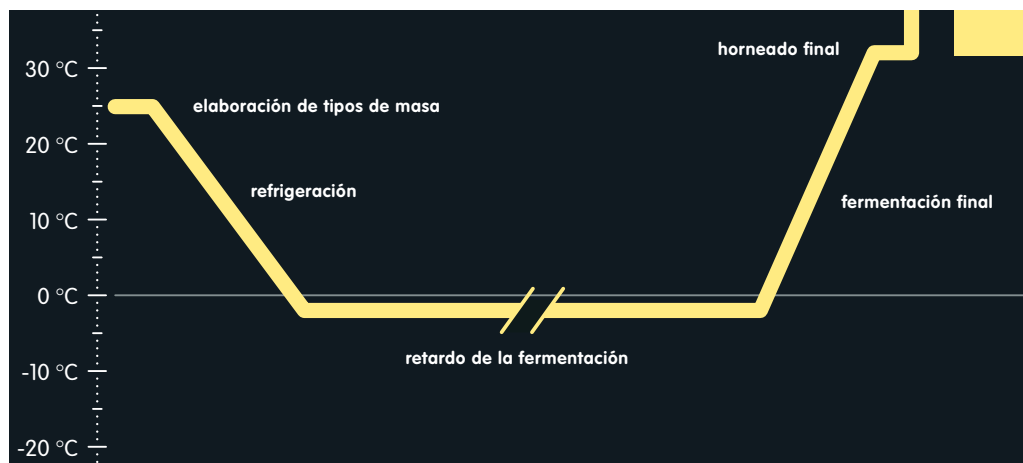 horneado final
30 °C
elaboración de tipos de masa
20 °C
refrigeración
fermentación final
10 °C
0 °C
retardo de la fermentación
-10 °C
-20 °C